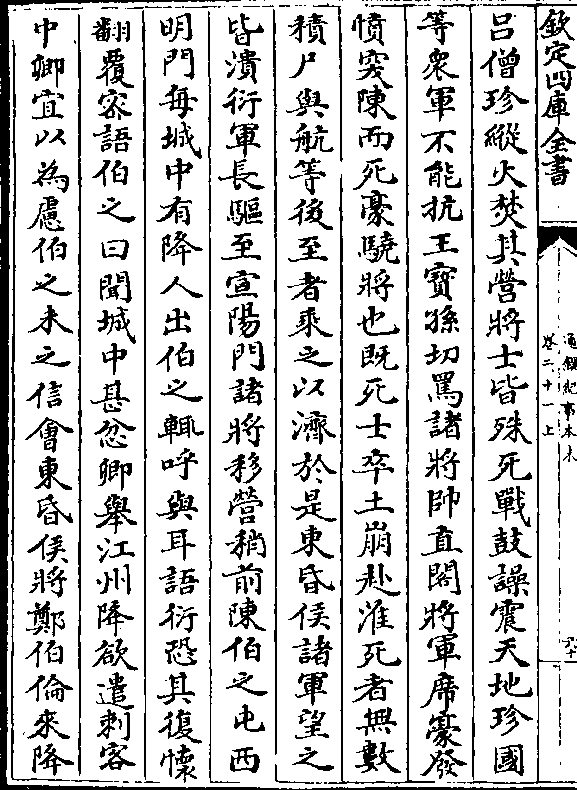 欽定四庫全書
通鑑紀事本末
卷二十一上
呂僧珍縱火焚其營將士皆殊死戰鼓譟震天地珍國
等衆軍不能抗王寶孫切罵諸將帥直閤將軍席豪發
憤突陳而死豪驍將也既死士卒土崩赴淮死者無數
積尸與航等後至者乘之以濟於是東昏侯諸軍望之
皆潰衍軍長驅至宣陽門諸將移營稍前陳伯之屯西
明門每城中有降人出伯之輒呼與耳語衍恐其復懷
翻覆密語伯之曰聞城中甚忿卿舉江州降欲遣刺客
中卿宜以為慮伯之未之信會東昏侯將鄭伯倫來降